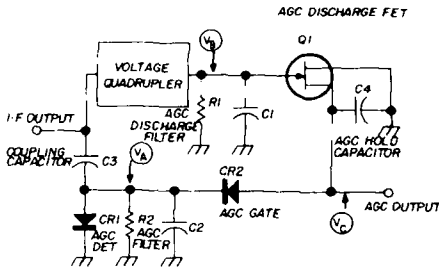 AGC DISCHARGE FET
VB
Q1
VOLTAGE
QUADRUPLER
C4
R1
C1
AGC
DISCHARGE
FILTER
I-F OUTPUT
COUPLING
CAPACITOR
C3
VA
AGC HOLD
CAPACITOR
CR2
AGC GATE
AGC OUTPUT
VC
CR1
AGC
DET
R2
AGC
FILTER
C2